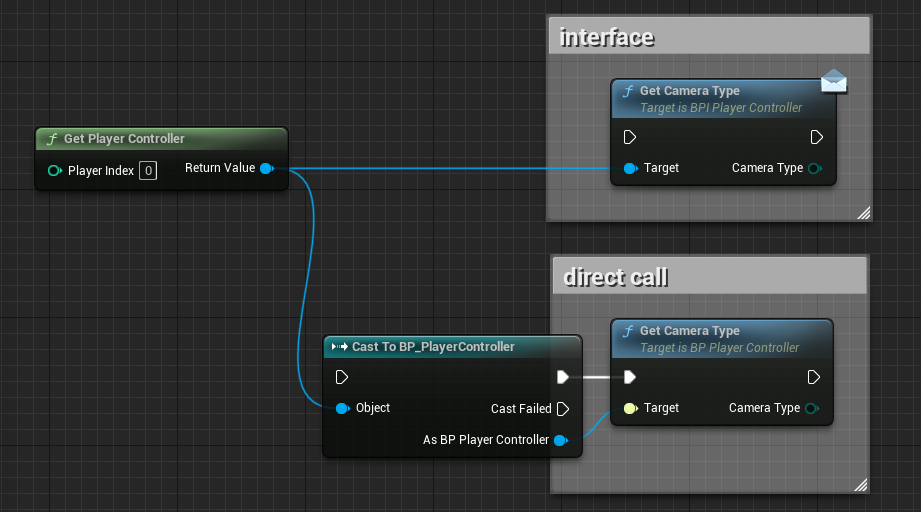 interface
Get Camera Type
Target is BPI Player Controller
Target
Camera Type
Get Player Controller
Player Index 0
Return Value
direct call
Get Camera Type
Target is BP Player Controller
Target
Camera Type
Cast To BP_PlayerController
Object
Cast Failed
As BP Player Controller